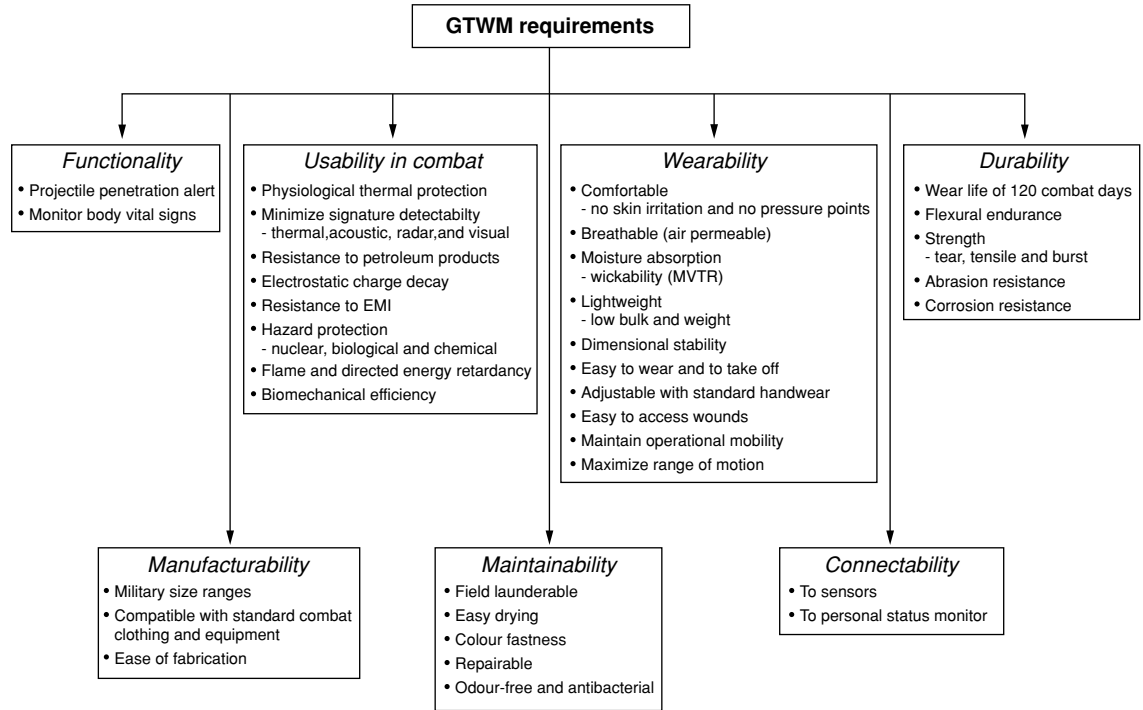 GTWM requirements
Functionality
• Projectile penetration alert
• Monitor body vital signs
Usability in combat
• Physiological thermal protection
• Minimize signature detectabilty
- thermal,acoustic, radar,and visual
• Resistance to petroleum products
• Electrostatic charge decay
• Resistance to EMI
• Hazard protection
- nuclear, biological and chemical
• Flame and directed energy retardancy
• Biomechanical efficiency
Wearability
• Comfortable
- no skin irritation and no pressure points
• Breathable (air permeable)
• Moisture absorption
- wickability (MVTR)
• Lightweight
- low bulk and weight
• Dimensional stability
• Easy to wear and to take off
• Adjustable with standard handwear
• Easy to access wounds
• Maintain operational mobility
• Maximize range of motion
Durability
• Wear life of 120 combat days
• Flexural endurance
• Strength
- tear, tensile and burst
• Abrasion resistance
• Corrosion resistance
Manufacturability
• Military size ranges
• Compatible with standard combat
clothing and equipment
• Ease of fabrication
Maintainability
• Field launderable
• Easy drying
• Colour fastness
• Repairable
• Odour-free and antibacterial
Connectability
• To sensors
• To personal status monitor